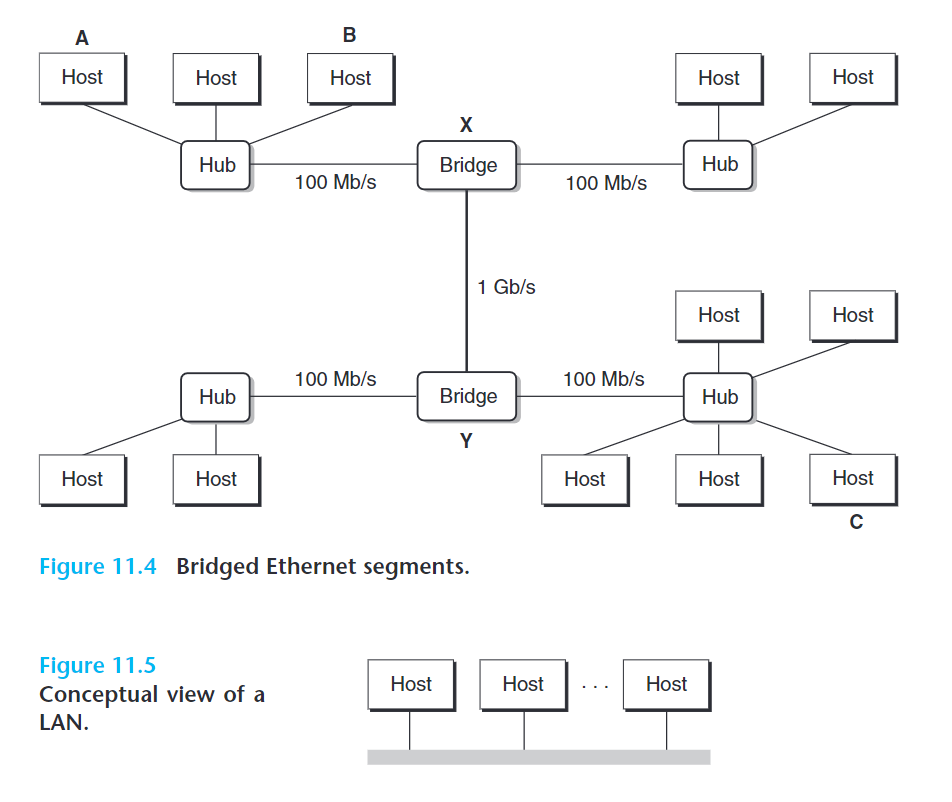 A
B
Host
Host
Host
Host
Host
X
Hub
Bridge
Hub
100 Mb/s
100 Mb/s
1 Gb/s
Host
Host
100 Mb/s
100 Mb/s
Hub
Bridge
Hub
Y
Host
Host
Host
Host
Host
C
Figure 11.4 Bridged Ethernet segments.
Figure 11.5
Conceptual view of a
LAN.
Host
Host
. . .
Host